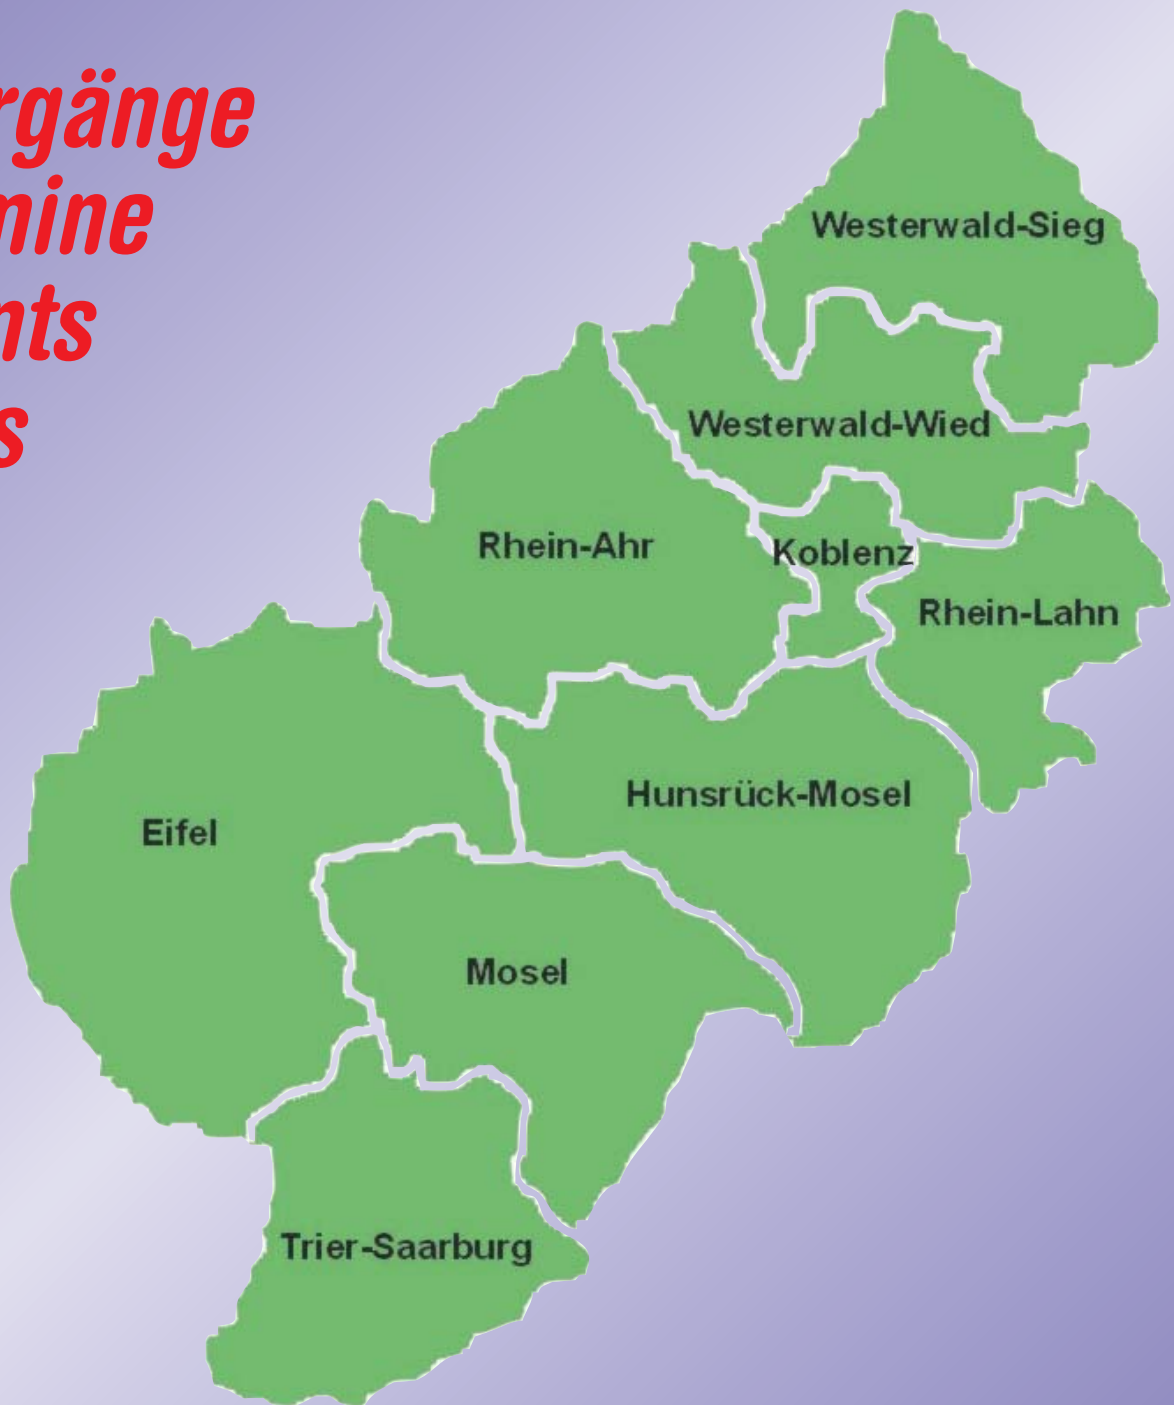 rgänge
mine
nts
s
Westerwald-Sieg
Westerwald-Wied
Rhein-Ahr
Koblenz
Rhein-Lahn
Hunsrück-Mosel
Eifel
Mosel
Trier-Saarburg